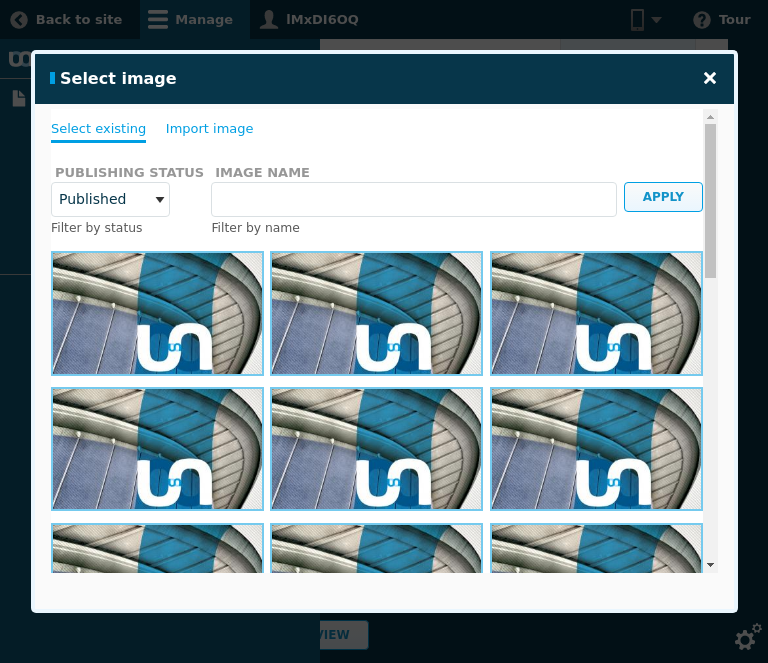 Back to site
Manage
lMxDI6OQ
Tour
Select image
Select existing
Import image
PUBLISHING STATUS
IMAGE NAME
Published
APPLY
Filter by status
Filter by name